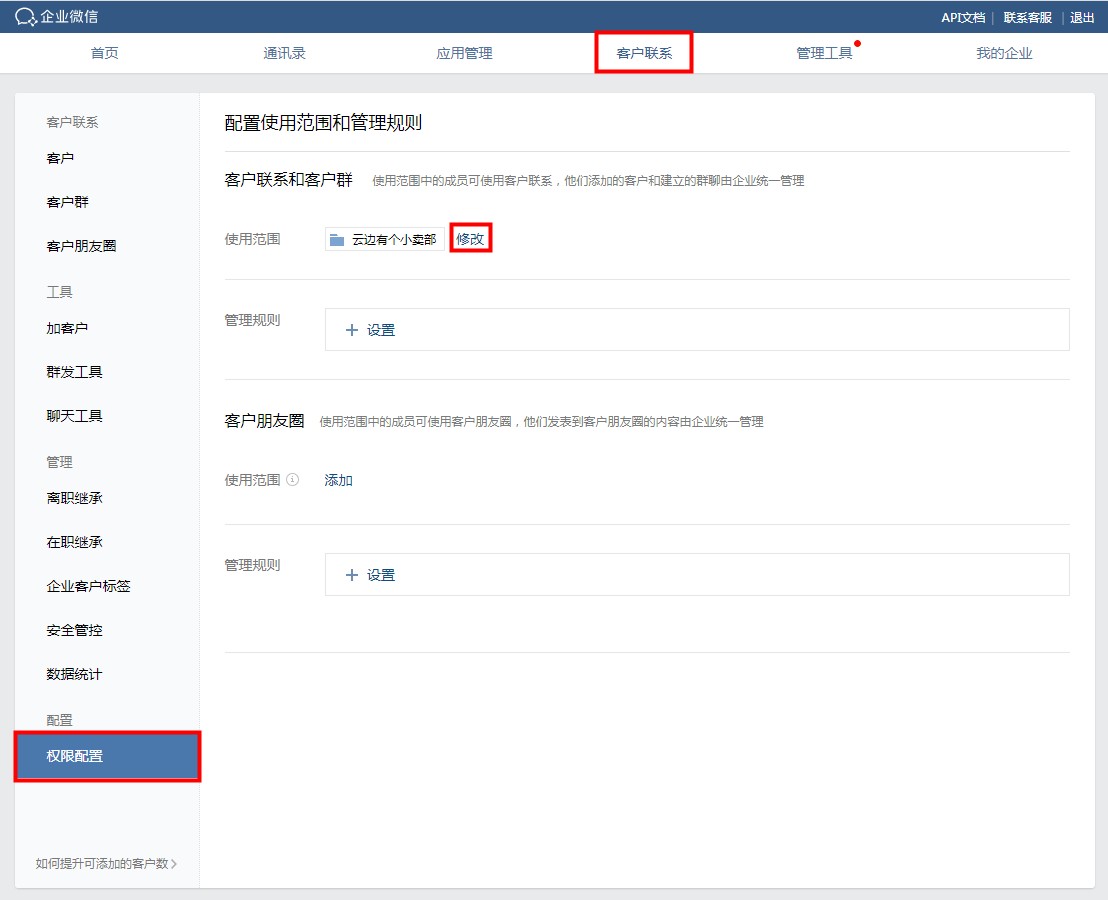 企业微信
API文档 | 联系客服 | 退出
首页 通讯录 应用管理 客户联系 管理工具 我的企业
客户联系
客户
客户群
客户朋友圈
工具
加客户
群发工具
聊天工具
管理
离职继承
在职继承
企业客户标签
安全管控
数据统计
配置
权限配置
如何提升可添加的客户数
配置使用范围和管理规则
客户联系和客户群 使用范围中的成员可使用客户联系，他们添加的客户和建立的群聊由企业统一管理
使用范围 云边有个小卖部 修改
管理规则 + 设置
客户朋友圈 使用范围中的成员可使用客户朋友圈，他们发表到客户朋友圈的内容由企业统一管理
使用范围 添加
管理规则 + 设置